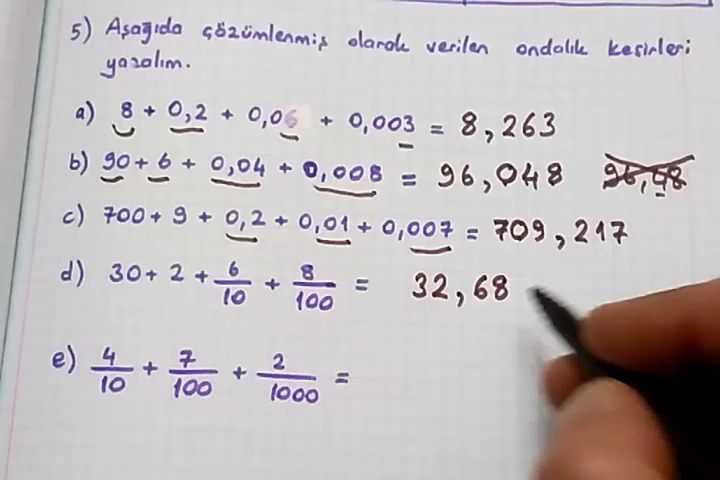 5) Aşağıda çözümlenmiş olarak verilen ondalık kesirleri
yazalım.
a) 8 + 0,2 + 0,06 + 0,003 = 8,263
b) 90+ 6 + 0,04 + 0,008 = 96,048 96,48
c) 700+ 9 + 0,2 + 0,01 + 0,007 = 709,217
d) 30+ 2 + 6/10 + 8/100 = 32,68
e) 4/10 + 7/100 + 2/1000 =